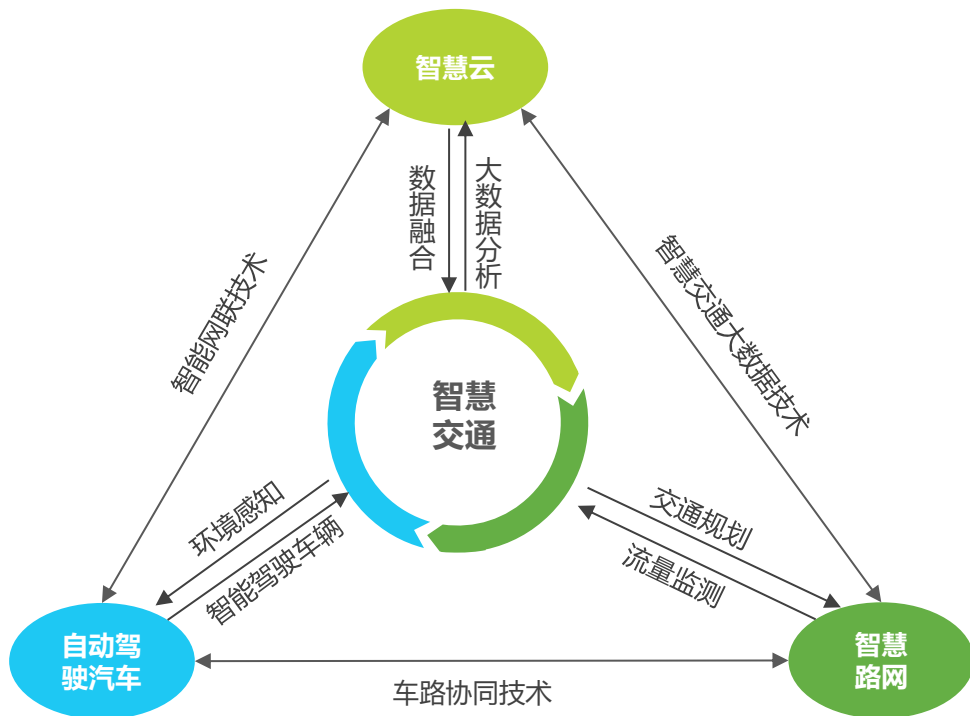 智慧云
数据融合
大数据分析
智能网联技术
智慧交通大数据技术
智慧
交通
环境感知
智能驾驶车辆
交通规划
流量监测
自动驾
驶汽车
智慧
路网
车路协同技术